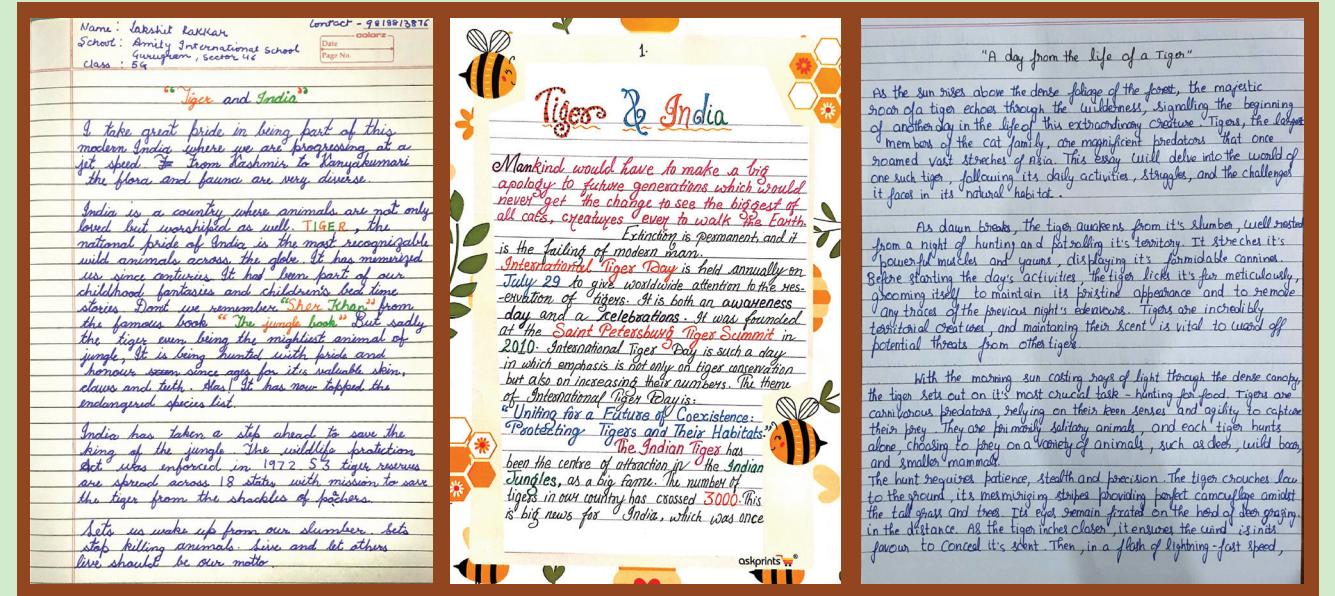 Name : Lakshit Kakkar
Contact - 9818813876
School : Amity International School
Gurugram, Sector 46
Class : 5G
colorz
Date
Page No.
"Tiger and India"
I take great pride in being part of this
modern India where we are progressing at a
jet speed from Kashmir to Kanyakumari
the flora and fauna are very diverse.
India is a country where animals are not only
loved but worshiped as well. TIGER, the
national pride of India is the most recognizable
wild animals across the globe. It has memerized
us since centuries. It had been part of our
childhood fantasies and children's bed time
stories Dont we remember "Sher Khan" from
the famous book "The jungle book" But sadly
the tiger even being the mightiest animal of
jungle, It is being hunted with pride and
honour since ages for it's valuable skin,
claws and teth. Alas! It has now topped the
endangered species list.
India has taken a step ahead to save the
king of the jungle. The wildlife protection
Act was enforced in 1972 53 tiger reserves
are spread across 18 states with mission to save
the tiger from the shackles of pochers.
Lets us wake up from our slumber. Lets
stop killing animals. Live and let others
live should be our motto.
1.
Tiger & India
Mankind would have to make a big
apology to future generations which would
never get the change to see the biggest of
all cats, creatures ever to walk the Earth.
Extinction is permanent, and it
is the failing of modern man.
International Tiger Day is held annually on
July 29 to give worldwide attention to the res-
-ervation of tigers. It is both an awareness
day and a celebrations. It was founded
at the Saint Petersburg Tiger Summit in
2010. International Tiger Day is such a day
in which emphasis is not only on tiger conservation
but also on increasing their numbers. The theme
of International Tiger Day is:
"Uniting for a Future of Coexistence:
Protecting Tigers and Their Habitats."
The Indian Tiger has
been the centre of attraction in the Indian
Jungles, as a big fame. The number of
tigers in our country has crossed 3000. This
is big news for India, which was once
askprints
"A day from the life of a Tiger"
As the sun rises above the dense foliage of the forest, the majestic
roar of a tiger echoes through the wilderness, signalling the beginning
of another day in the life of this extraordinary creature. Tigers, the largest
members of the cat family, are magnificent predators that once
roamed vast streches of Asia. This essay will delve into the world of
one such tiger, following its daily activities, struggles, and the challenges
it faces in its natural habitat.
As dawn breaks, the tiger awakens from it's slumber, well rested
from a night of hunting and patrolling it's territory. It streches it's
powerful muscles and yawns, displaying its formidable cannines.
Before starting the day's activities, the tiger licks it's fur meticulously,
grooming itself to maintain its pristine appearance and to remove
any traces of the previous night's edeavours. Tigers are incredibly
territorial creatures, and maintaning their scent is vital to ward off
potential threats from other tigers.
With the morning sun casting rays of light through the dense canopy,
the tiger sets out on it's most crucial task - hunting for food. Tigers are
carnivorous predators, relying on their keen senses and agility to capture
their prey. They are primarily solitary animals, and each tiger hunts
alone, choosing to prey on a variety of animals, such as deer, wild boar,
and smaller mammals.
The hunt requires patience, stealth and precision. The tiger crouches low
to the ground, its mesmirizing stripes providing perfect camouflage amidst
the tall grass and trees. Its eyes remain fixated on the herd of deer grazing
in the distance. As the tiger inches closer, it ensures the wind is in its
favour to conceal it's scent. Then, in a flash of lightning-fast speed,